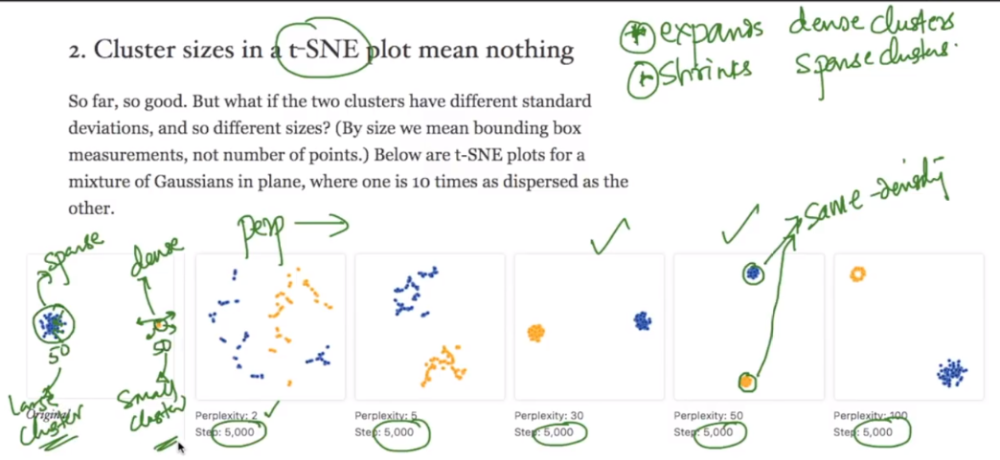 2. Cluster sizes in a t-SNE plot mean nothing
* expands dense clusters
* Shrinks sparse clusters.
So far, so good. But what if the two clusters have different standard
deviations, and so different sizes? (By size we mean bounding box
measurements, not number of points.) Below are t-SNE plots for a
mixture of Gaussians in plane, where one is 10 times as dispersed as the
other.
perp →
same-density
sparse
dense
50
50
Large
cluster
Small
cluster
Original
Perplexity: 2
Step: 5,000
Perplexity: 5
Step: 5,000
Perplexity: 30
Step: 5,000
Perplexity: 50
Step: 5,000
Perplexity: 100
Step: 5,000